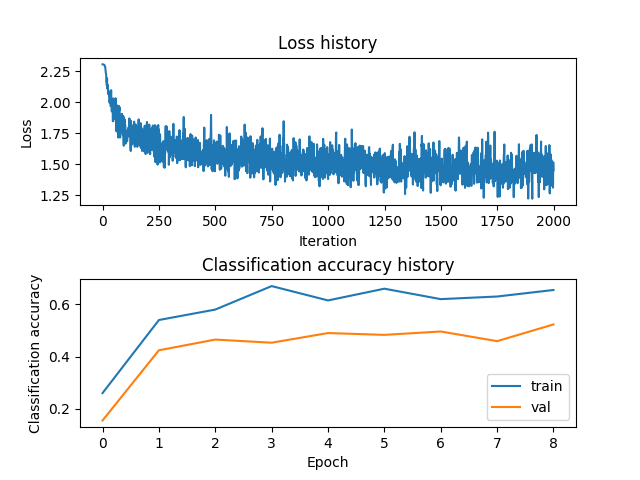 Loss history
2.25
2.00
1.75
1.50
1.25
Loss
0 250 500 750 1000 1250 1500 1750 2000
Iteration
Classification accuracy history
0.6
0.4
0.2
Classification accuracy
train
val
0 1 2 3 4 5 6 7 8
Epoch